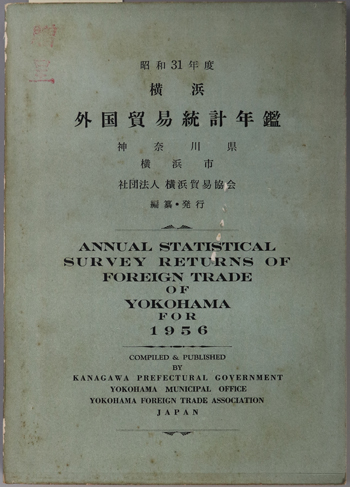 昭和31年度
横浜
外国貿易統計年鑑
神奈川県
横浜市
社団法人 横浜貿易協会
編纂・発行
ANNUAL STATISTICAL
SURVEY RETURNS OF
FOREIGN TRADE
OF
YOKOHAMA
FOR
1956
COMPILED & PUBLISHED
BY
KANAGAWA PREFECTURAL GOVERNMENT
YOKOHAMA MUNICIPAL OFFICE
YOKOHAMA FOREIGN TRADE ASSOCIATION
JAPAN